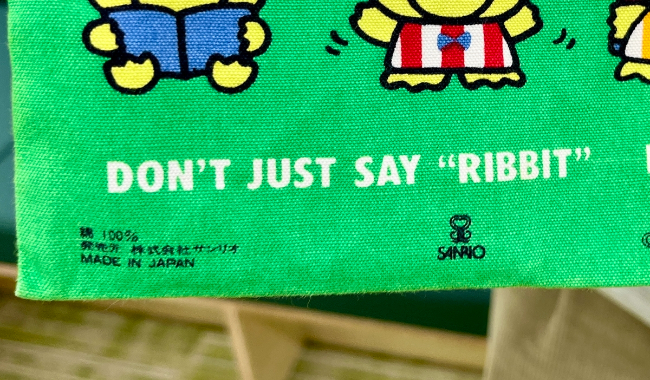 DON'T JUST SAY “RIBBIT”
綿 100%
発売元 株式会社サンリオ
MADE IN JAPAN
SANRIO